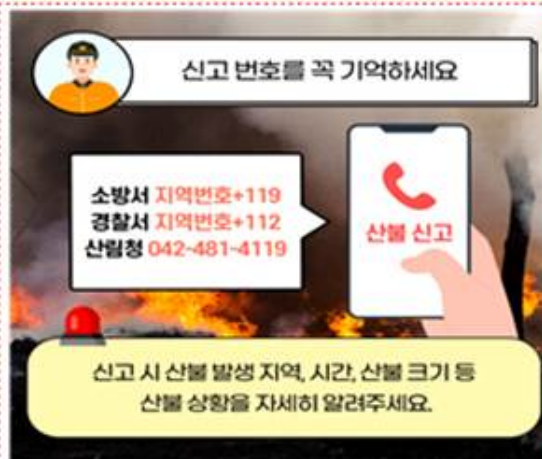 신고 번호를 꼭 기억하세요
소방서 지역번호+119
경찰서 지역번호+112
산림청 042-481-4119
산불 신고
신고 시 산불 발생 지역, 시간, 산불 크기 등
산불 상황을 자세히 알려주세요.